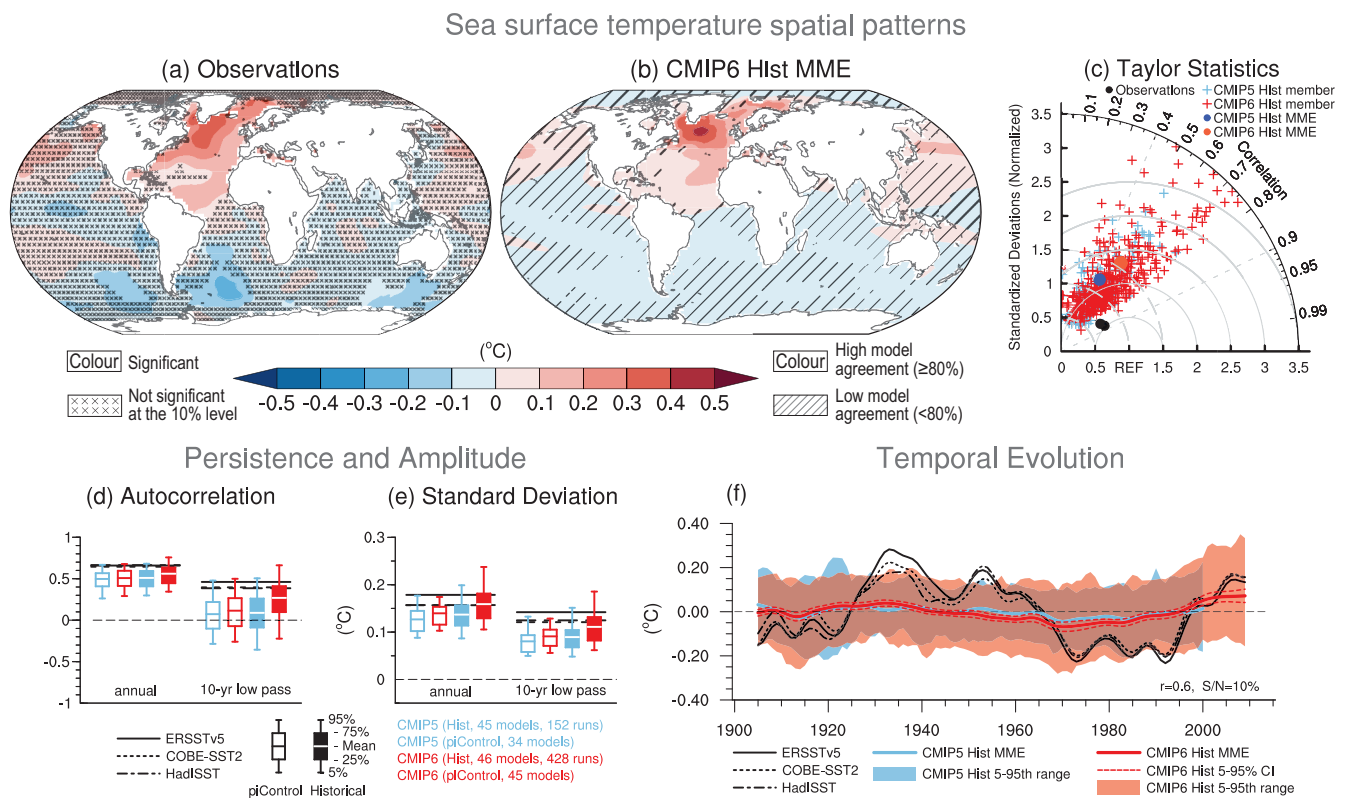 Sea surface temperature spatial patterns
(a) Observations
(b) CMIP6 HIst MME
(c) Taylor Statistics
Observations
CMIP5 HIst member
CMIP6 HIst member
CMIP5 HIst MME
CMIP6 HIst MME
Standardized Deviations (Normalized)
3.5
3
2.5
2
1.5
1
0.5
0
0.1
0.2
0.3
0.4
0.5
0.6
0.7
0.8
0.9
0.95
0.99
Correlation
0 0.5 REF 1.5 2 2.5 3 3.5
Colour Significant
Not significant
at the 10% level
(°C)
-0.5 -0.4 -0.3 -0.2 -0.1 0 0.1 0.2 0.3 0.4 0.5
Colour High model
agreement (≥80%)
Low model
agreement (<80%)
Persistence and Amplitude
(d) Autocorrelation
1
0.5
0
-0.5
-1
annual 10-yr low pass
(e) Standard Deviation
(°C)
0.3
0.2
0.1
0
annual 10-yr low pass
ERSSTv5
COBE-SST2
HadISST
95%
- 75%
- Mean
- 25%
5%
piControl Historical
CMIP5 (Hist, 45 models, 152 runs)
CMIP5 (piControl, 34 models)
CMIP6 (Hist, 46 models, 428 runs)
CMIP6 (pIControl, 45 models)
Temporal Evolution
(f)
(°C)
0.40
0.20
0.00
-0.20
-0.40
r=0.6, S/N=10%
1900 1920 1940 1960 1980 2000
ERSSTv5
COBE-SST2
HadISST
CMIP5 Hist MME
CMIP5 Hist 5-95th range
CMIP6 Hist MME
CMIP6 Hist 5-95% CI
CMIP6 Hist 5-95th range